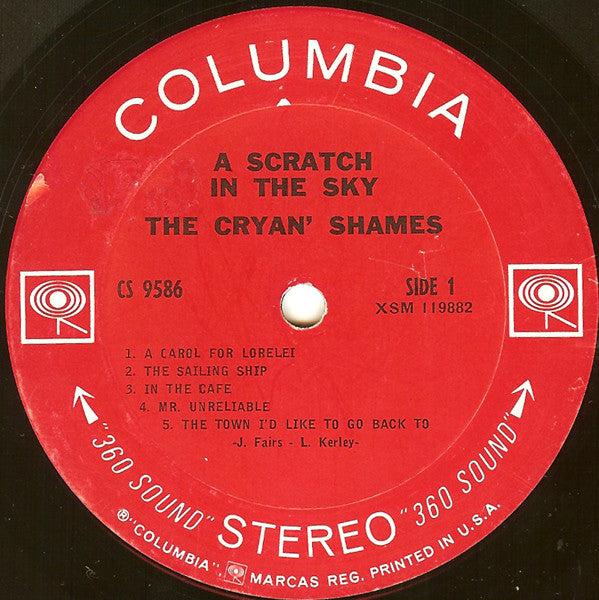 COLUMBIA
A SCRATCH
IN THE SKY
THE CRYAN' SHAMES
CS 9586
SIDE 1
XSM 119882
1. A CAROL FOR LORELEI
2. THE SAILING SHIP
3. IN THE CAFE
4. MR. UNRELIABLE
5. THE TOWN I'D LIKE TO GO BACK TO
-J. Fairs - L. Kerley-
"360 SOUND" STEREO "360 SOUND"
℗"COLUMBIA", MARCAS REG. PRINTED IN U.S.A.